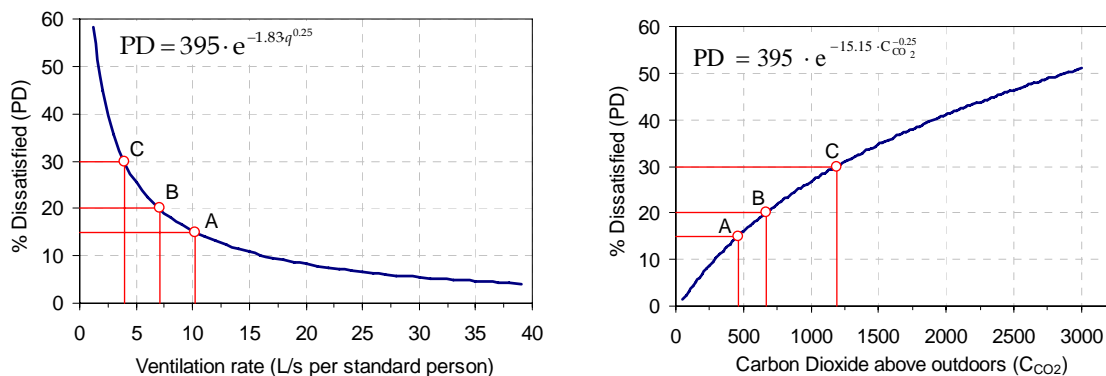 60
50
40
30
20
10
0
% Dissatisfied (PD)
PD = 395 · e^{-1.83·q^{0.25}}
C
B
A
0 5 10 15 20 25 30 35 40
Ventilation rate (L/s per standard person)
60
50
40
30
20
10
0
% Dissatisfied (PD)
PD = 395 · e^{-15.15·C_{CO_2}^{-0.25}}
C
B
A
0 500 1000 1500 2000 2500 3000
Carbon Dioxide above outdoors (C_{CO2})